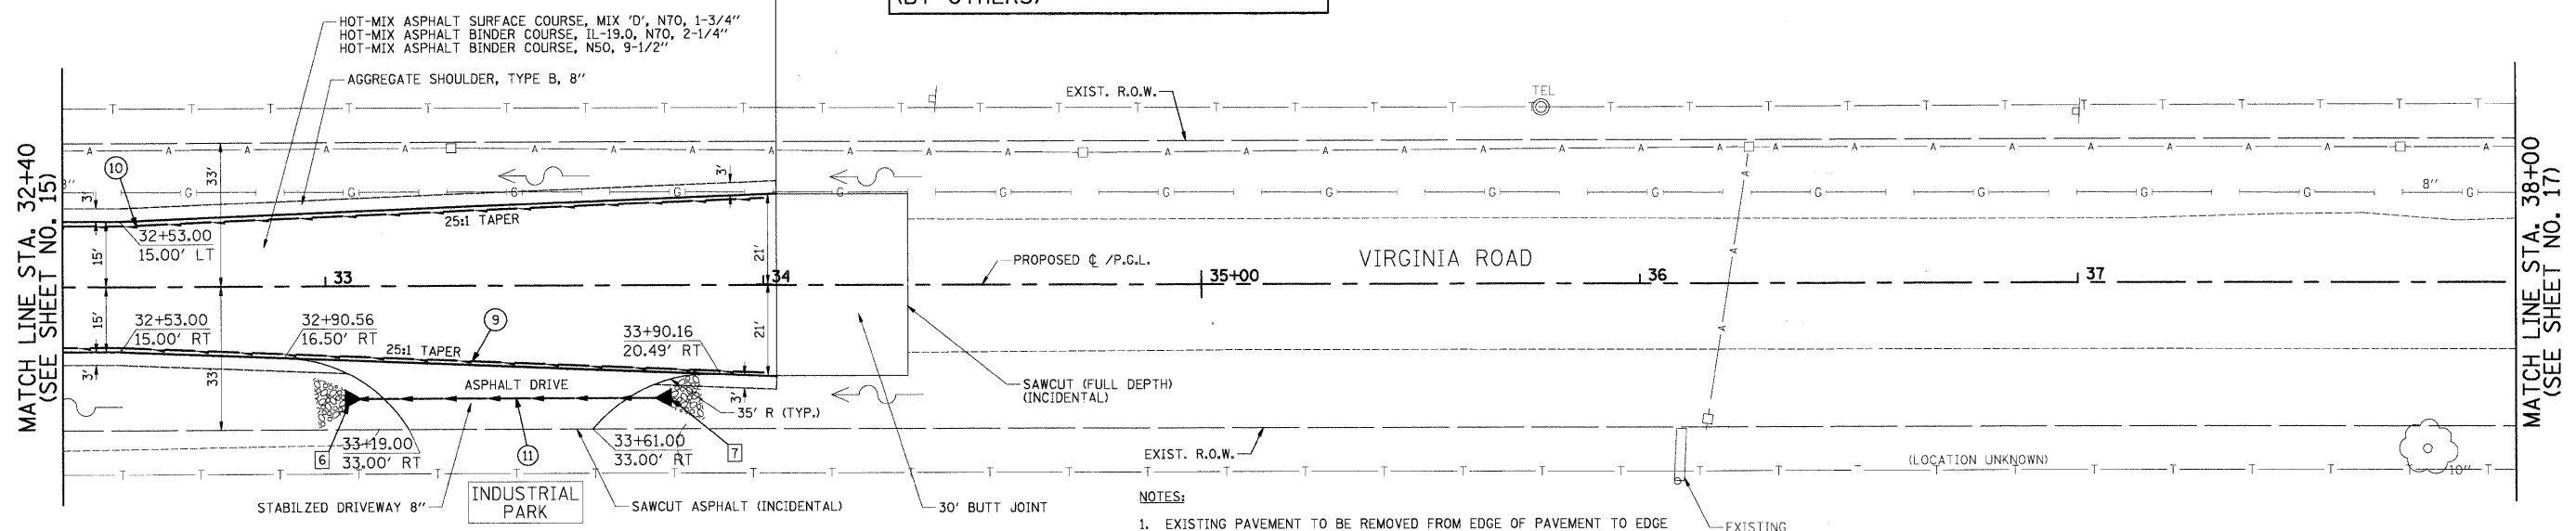 HOT-MIX ASPHALT SURFACE COURSE, MIX 'D', N70, 1-3/4"
HOT-MIX ASPHALT BINDER COURSE, IL-19.0, N70, 2-1/4"
HOT-MIX ASPHALT BINDER COURSE, N50, 9-1/2"
AGGREGATE SHOULDER, TYPE B, 8"
EXIST. R.O.W.
TEL
MATCH LINE STA. 32+40
(SEE SHEET NO. 15)
10
8"
3'
33'
3'
25:1 TAPER
32+53.00
15.00' LT
15'
21'
PROPOSED ℄ /P.G.L.
VIRGINIA ROAD
8"
MATCH LINE STA. 38+00
(SEE SHEET NO. 17)
33
34
35+00
36
37
15'
32+53.00
15.00' RT
32+90.56
16.50' RT
9
33+90.16
20.49' RT
21'
25:1 TAPER
3'
33'
ASPHALT DRIVE
3'
35' R (TYP.)
SAWCUT (FULL DEPTH)
(INCIDENTAL)
33+19.00
33.00' RT
6
11
33+61.00
33.00' RT
7
EXIST. R.O.W.
(LOCATION UNKNOWN)
10"
STABILZED DRIVEWAY 8"
INDUSTRIAL
PARK
SAWCUT ASPHALT (INCIDENTAL)
30' BUTT JOINT
NOTES:
1. EXISTING PAVEMENT TO BE REMOVED FROM EDGE OF PAVEMENT TO EDGE
EXISTING